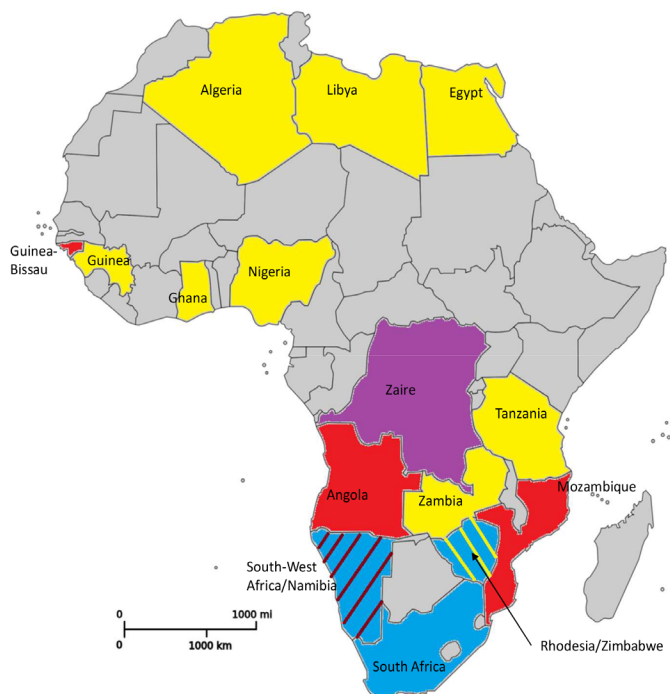 Algeria
Libya
Egypt
Guinea-
Bissau
Guinea
Ghana
Nigeria
Zaire
Tanzania
Angola
Zambia
Mozambique
South-West
Africa/Namibia
0
1000 mi
0
1000 km
Rhodesia/Zimbabwe
South Africa